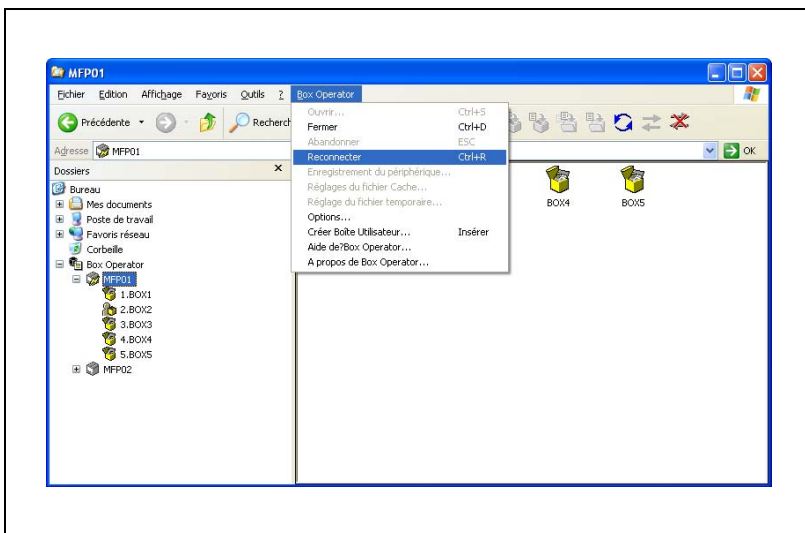 MFP01
Fichier Edition Affichage Favoris Outils ? Box Operator
Précédente Recherch
Ouvrir... Ctrl+S
Fermer Ctrl+D
Abandonner ESC
Reconnecter Ctrl+R
Enregistrement du périphérique...
Réglages du fichier Cache...
Réglage du fichier temporaire...
Options...
Créer Boîte Utilisateur... Insérer
Aide de?Box Operator...
A propos de Box Operator...
Adresse MFP01 OK
Dossiers
Bureau
Mes documents
Poste de travail
Favoris réseau
Corbeille
Box Operator
MFP01
1.BOX1
2.BOX2
3.BOX3
4.BOX4
5.BOX5
MFP02
BOX4 BOX5